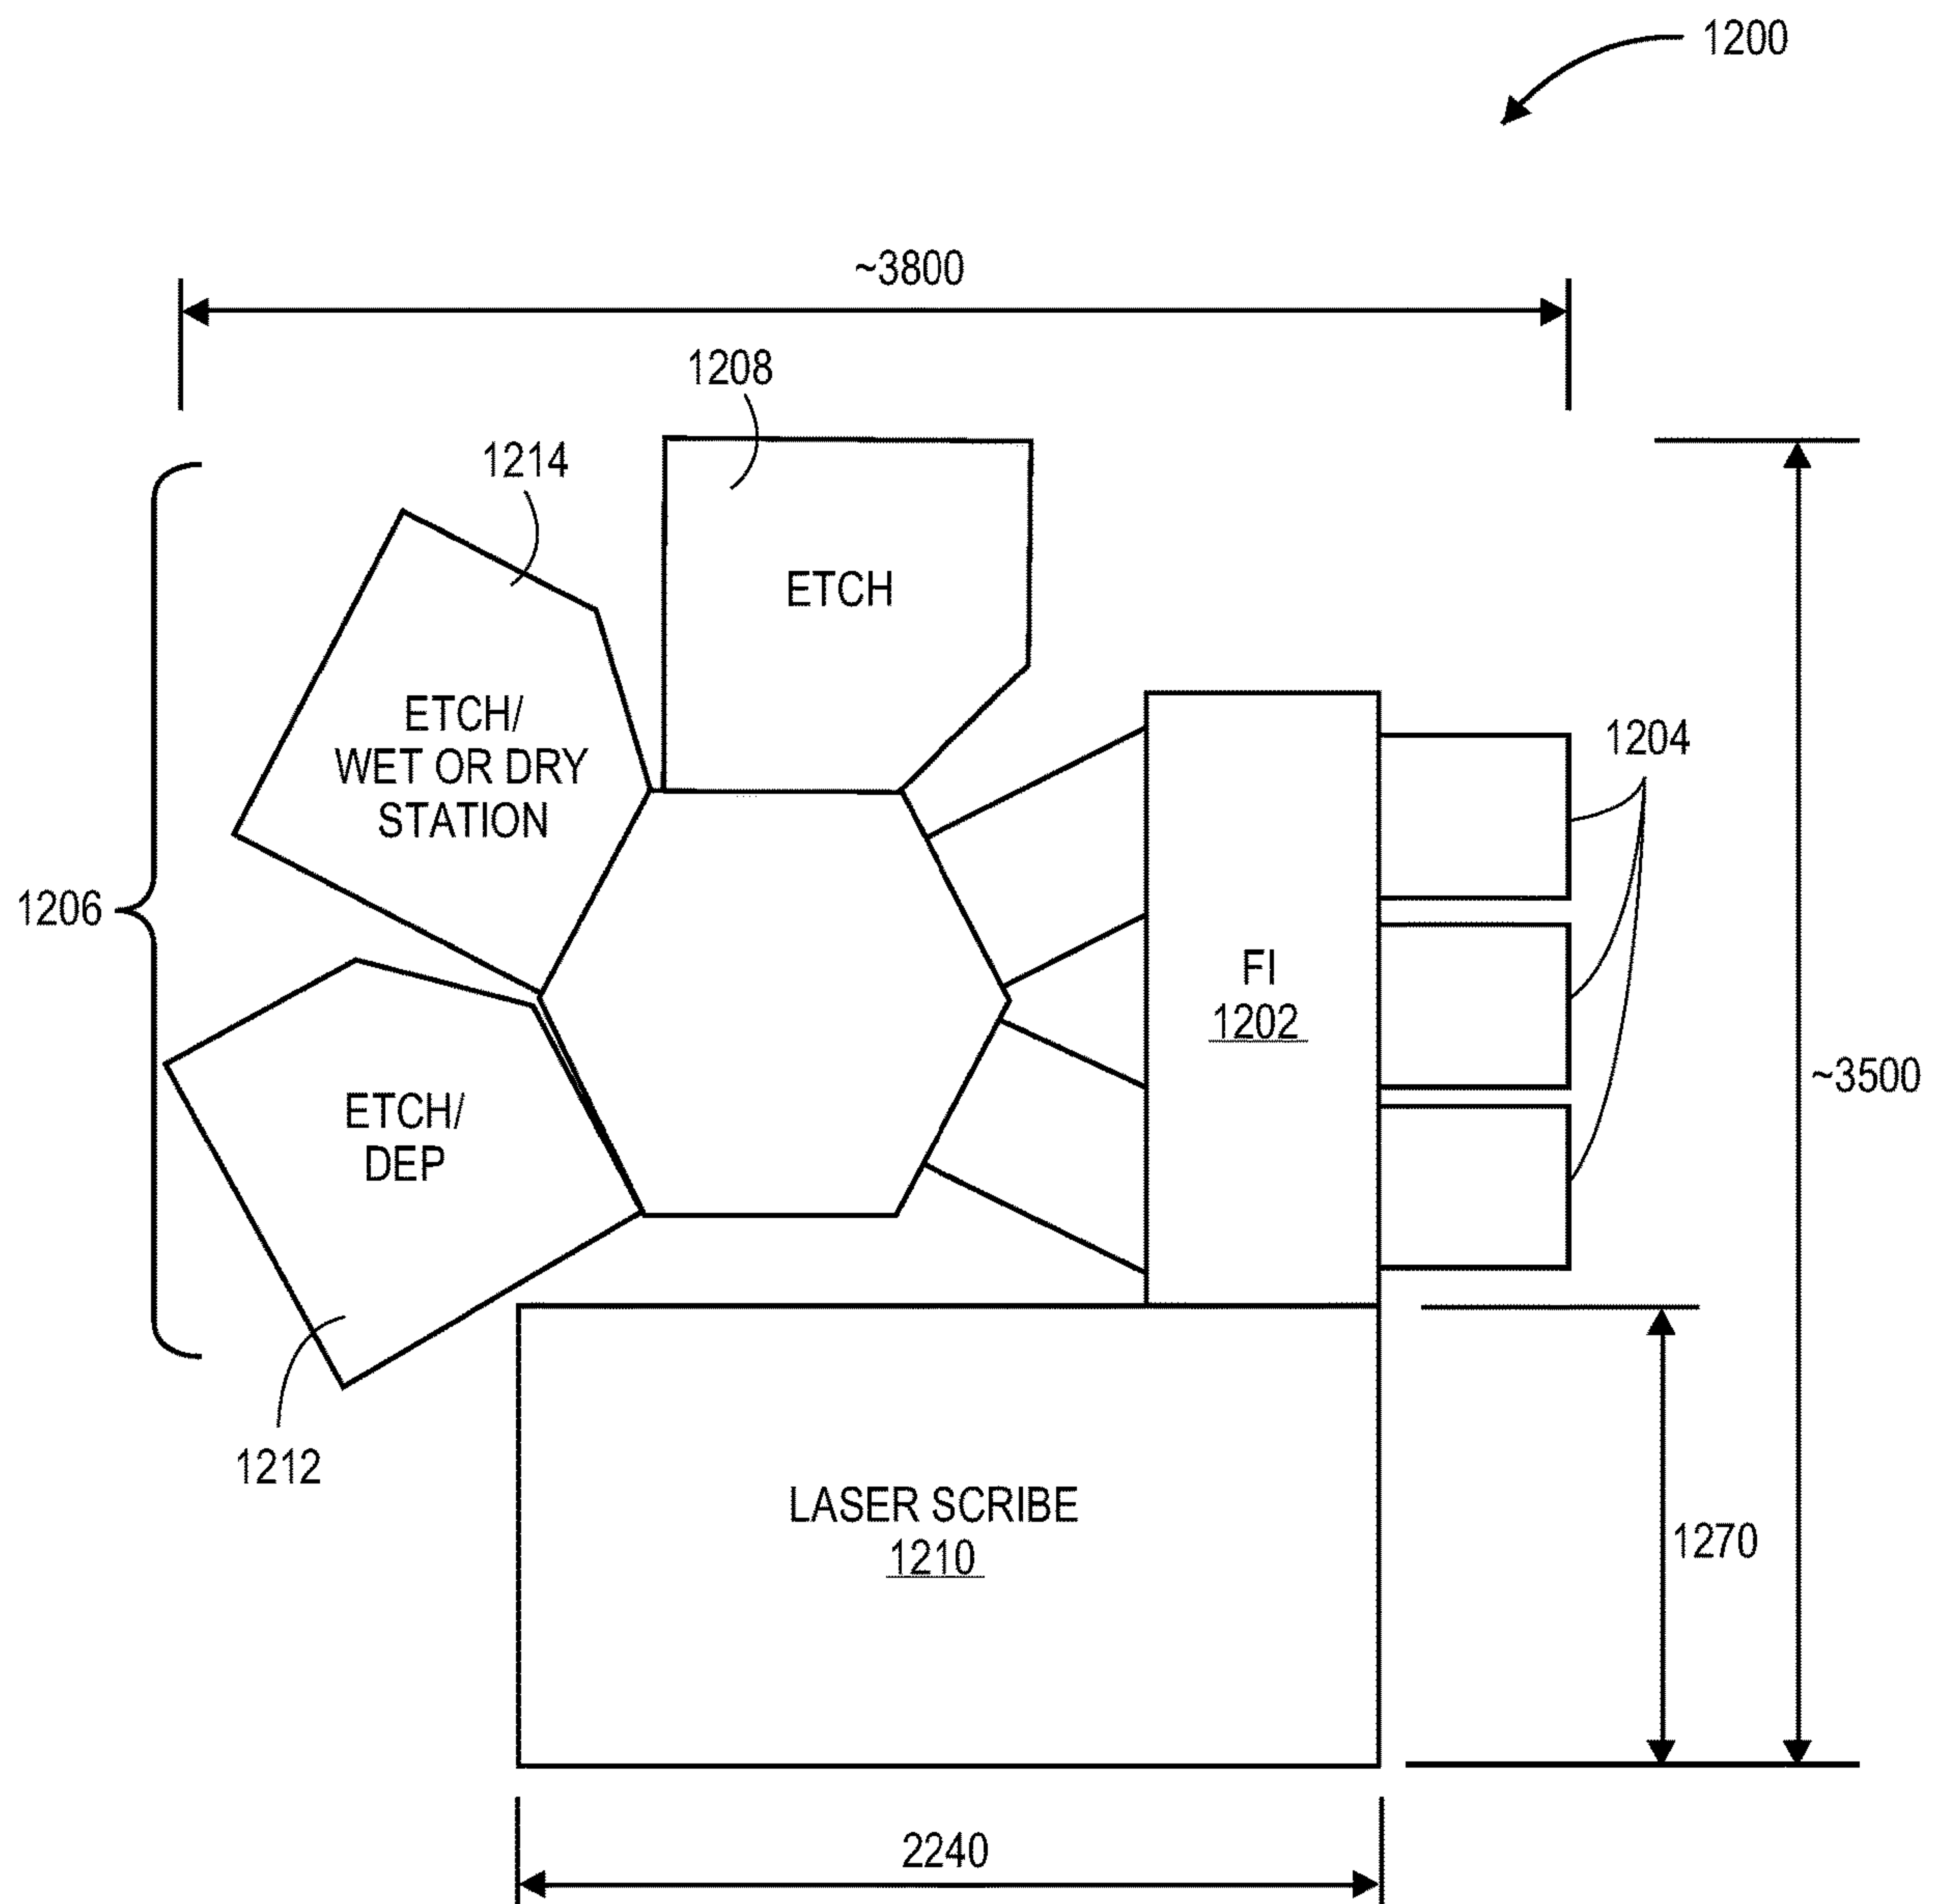 1200
~3800
1208
1214
ETCH
ETCH/
WET OR DRY
STATION
1204
1206
FI
1202
~3500
ETCH/
DEP
1212
LASER SCRIBE
1210
1270
2240